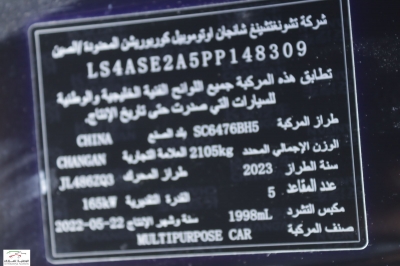 شركة تشونغتشينغ شانجان اوتوموبيل كوربوريشن المحدودة /الصين
LS4ASE2A5PP148309
تطابق هذه المركبة جميع اللوائح الفنية الخليجية والوطنية
للسيارات التي صدرت حتى تاريخ الإنتاج.
طراز المركبة SC6476BH5 بلد الصنع CHINA
الوزن الإجمالي المحدد 2105kg العلامة التجارية CHANGAN
سنة الطراز 2023 طراز المحرك JL486ZQ3
عدد المقاعد 5 القدرة 165kW
مكبس 1998mL سنة وشهر الإنتاج 2022-05-22
صنف المركبة MULTIPURPOSE CAR